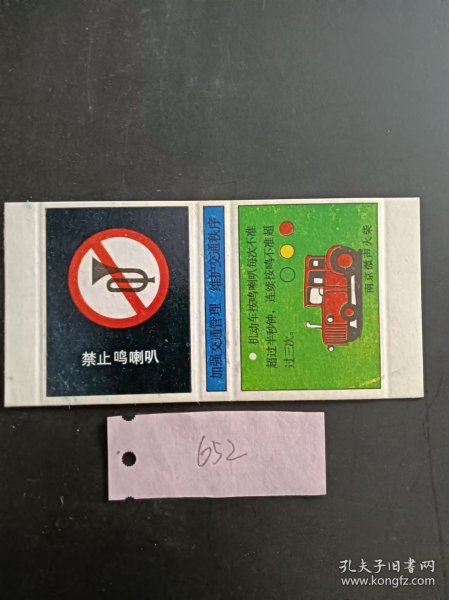 禁止鸣喇叭
加强交通管理 维护交通秩序
机动车按鸣喇叭每次不准
超过半秒钟，连续按鸣不准超
过三次。
南京微声火柴
652
孔夫子旧书网
www.kongfz.com